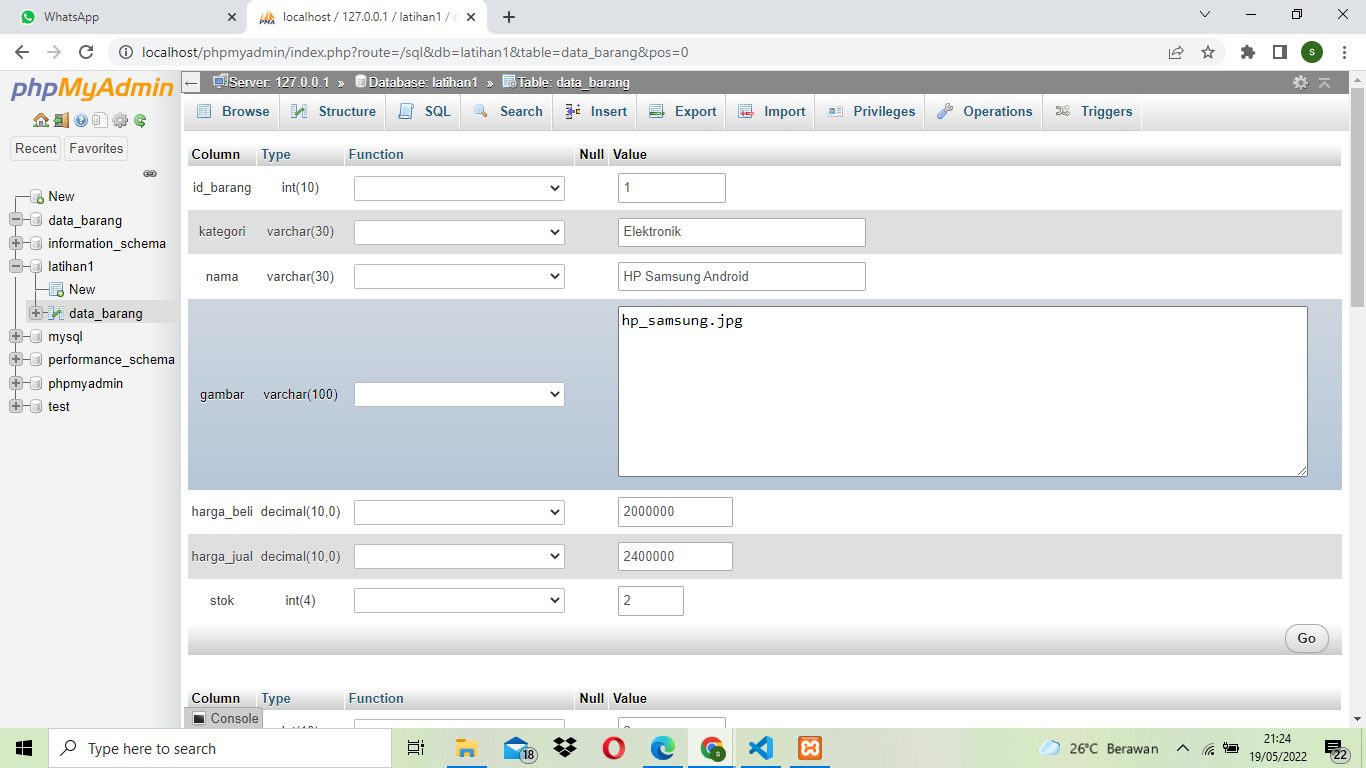 WhatsApp
localhost / 127.0.0.1 / latihan1 /
localhost/phpmyadmin/index.php?route=/sql&db=latihan1&table=data_barang&pos=0
S
phpMyAdmin
Recent Favorites
New
data_barang
information_schema
latihan1
New
data_barang
mysql
performance_schema
phpmyadmin
test
Server: 127.0.0.1 » Database: latihan1 » Table: data_barang
Browse Structure SQL Search Insert Export Import Privileges Operations Triggers
Column Type Function Null Value
id_barang int(10) 1
kategori varchar(30) Elektronik
nama varchar(30) HP Samsung Android
gambar varchar(100) hp_samsung.jpg
harga_beli decimal(10,0) 2000000
harga_jual decimal(10,0) 2400000
stok int(4) 2
Go
Column Type Function Null Value
Console
Type here to search
18
S
26°C Berawan
21:24
19/05/2022
22